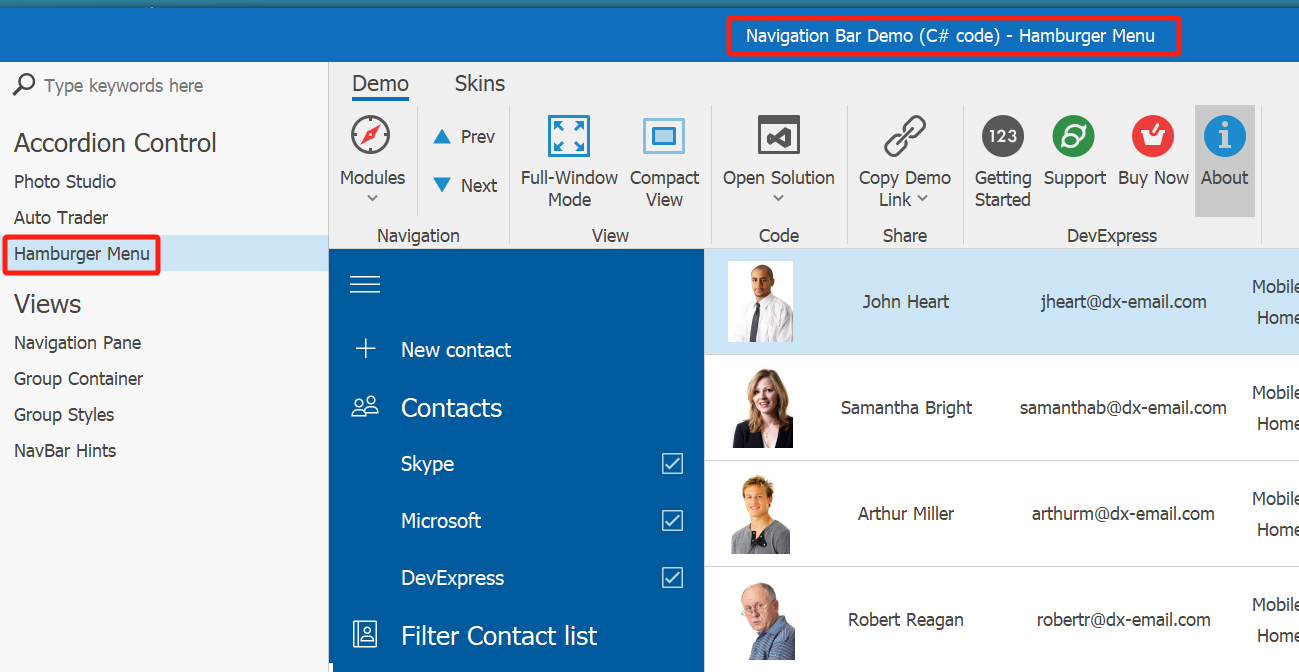 Navigation Bar Demo (C# code) - Hamburger Menu
Type keywords here
Accordion Control
Photo Studio
Auto Trader
Hamburger Menu
Views
Navigation Pane
Group Container
Group Styles
NavBar Hints
Demo
Skins
Modules
Prev
Next
Navigation
Full-Window
Mode
Compact
View
View
Open Solution
Code
Copy Demo
Link
Share
123
Getting
Started
Support
Buy Now
About
DevExpress
New contact
Contacts
Skype
Microsoft
DevExpress
Filter Contact list
John Heart
jheart@dx-email.com
Mobile
Home
Samantha Bright
samanthab@dx-email.com
Mobile
Home
Arthur Miller
arthurm@dx-email.com
Mobile
Home
Robert Reagan
robertr@dx-email.com
Mobile
Home